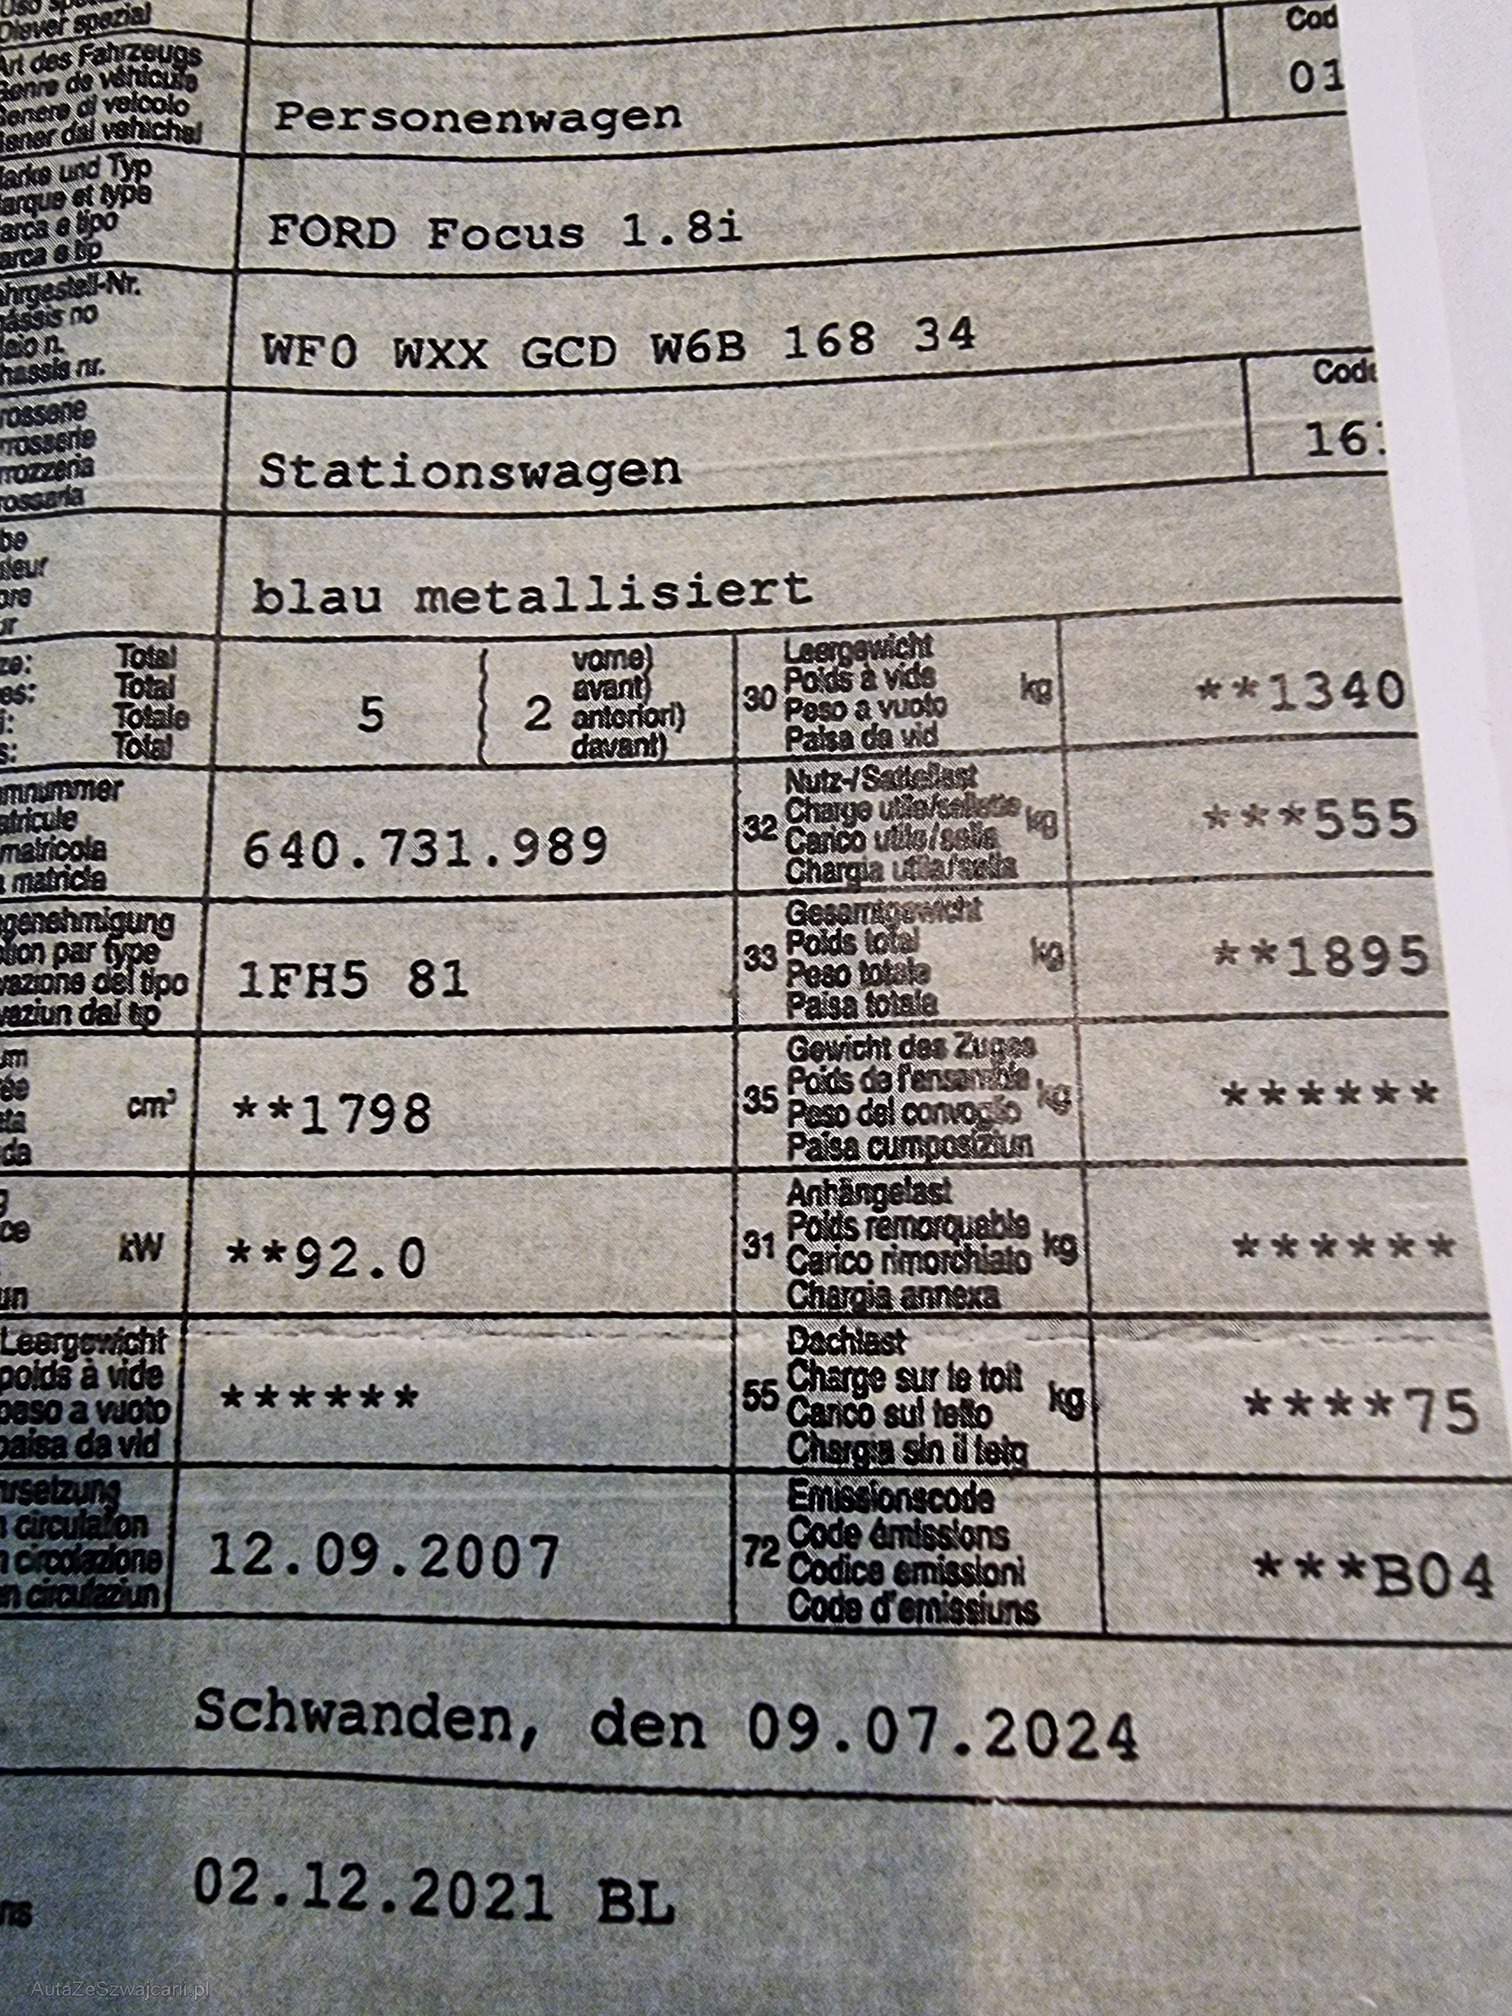 Cod
Personenwagen
01
FORD Focus 1.8i
WF0 WXX GCD W6B 168 34
Stationswagen
blau metallisiert
Total
Total
Totale
Total
5
2
vorne)
avant)
anteriori)
davant)
30
Leergewicht
Poids à vide
Peso a vuoto
Paisa da vid
kg
**1340
640.731.989
32
Nutz-/Sattellast
Charge utile/sellette
Carico utile/sella
Chargia utila/sella
kg
***555
1FH5 81
33
Gesamtgewicht
Poids total
Peso totale
Paisa totala
kg
**1895
cm³
**1798
35
Gewicht des Zuges
Poids de l'ensemble
Peso del convoglio
Paisa cumposiziun
kg
******
kW
**92.0
31
Anhängelast
Poids remorquable
Carico rimorchiato
Chargia annexa
kg
******
Leergewicht
poids à vide
peso a vuoto
paisa da vid
******
55
Dachlast
Charge sur le toit
Carico sul tetto
Chargia sin il tetg
kg
****75
12.09.2007
72
Emissionscode
Code émissions
Codice emissioni
Code d'emissiuns
***B04
Schwanden, den 09.07.2024
02.12.2021 BL
AutaZeSzwajcarii.pl